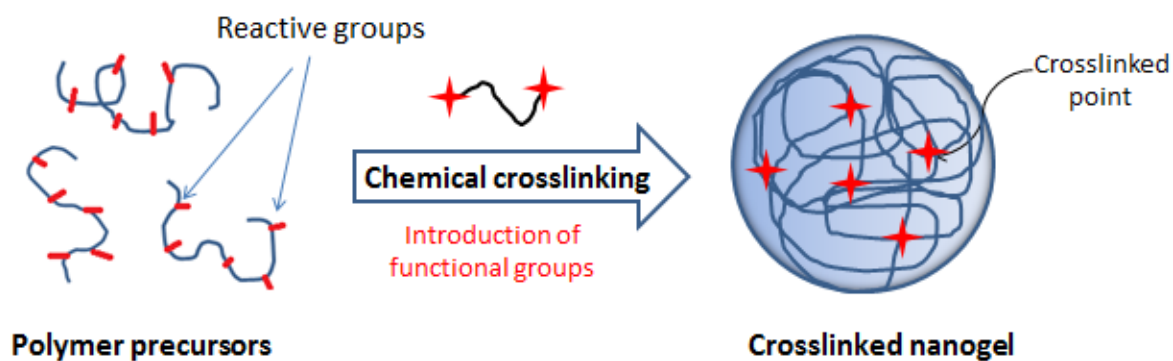 Reactive groups
Crosslinked
point
Chemical crosslinking
Introduction of
functional groups
Polymer precursors
Crosslinked nanogel